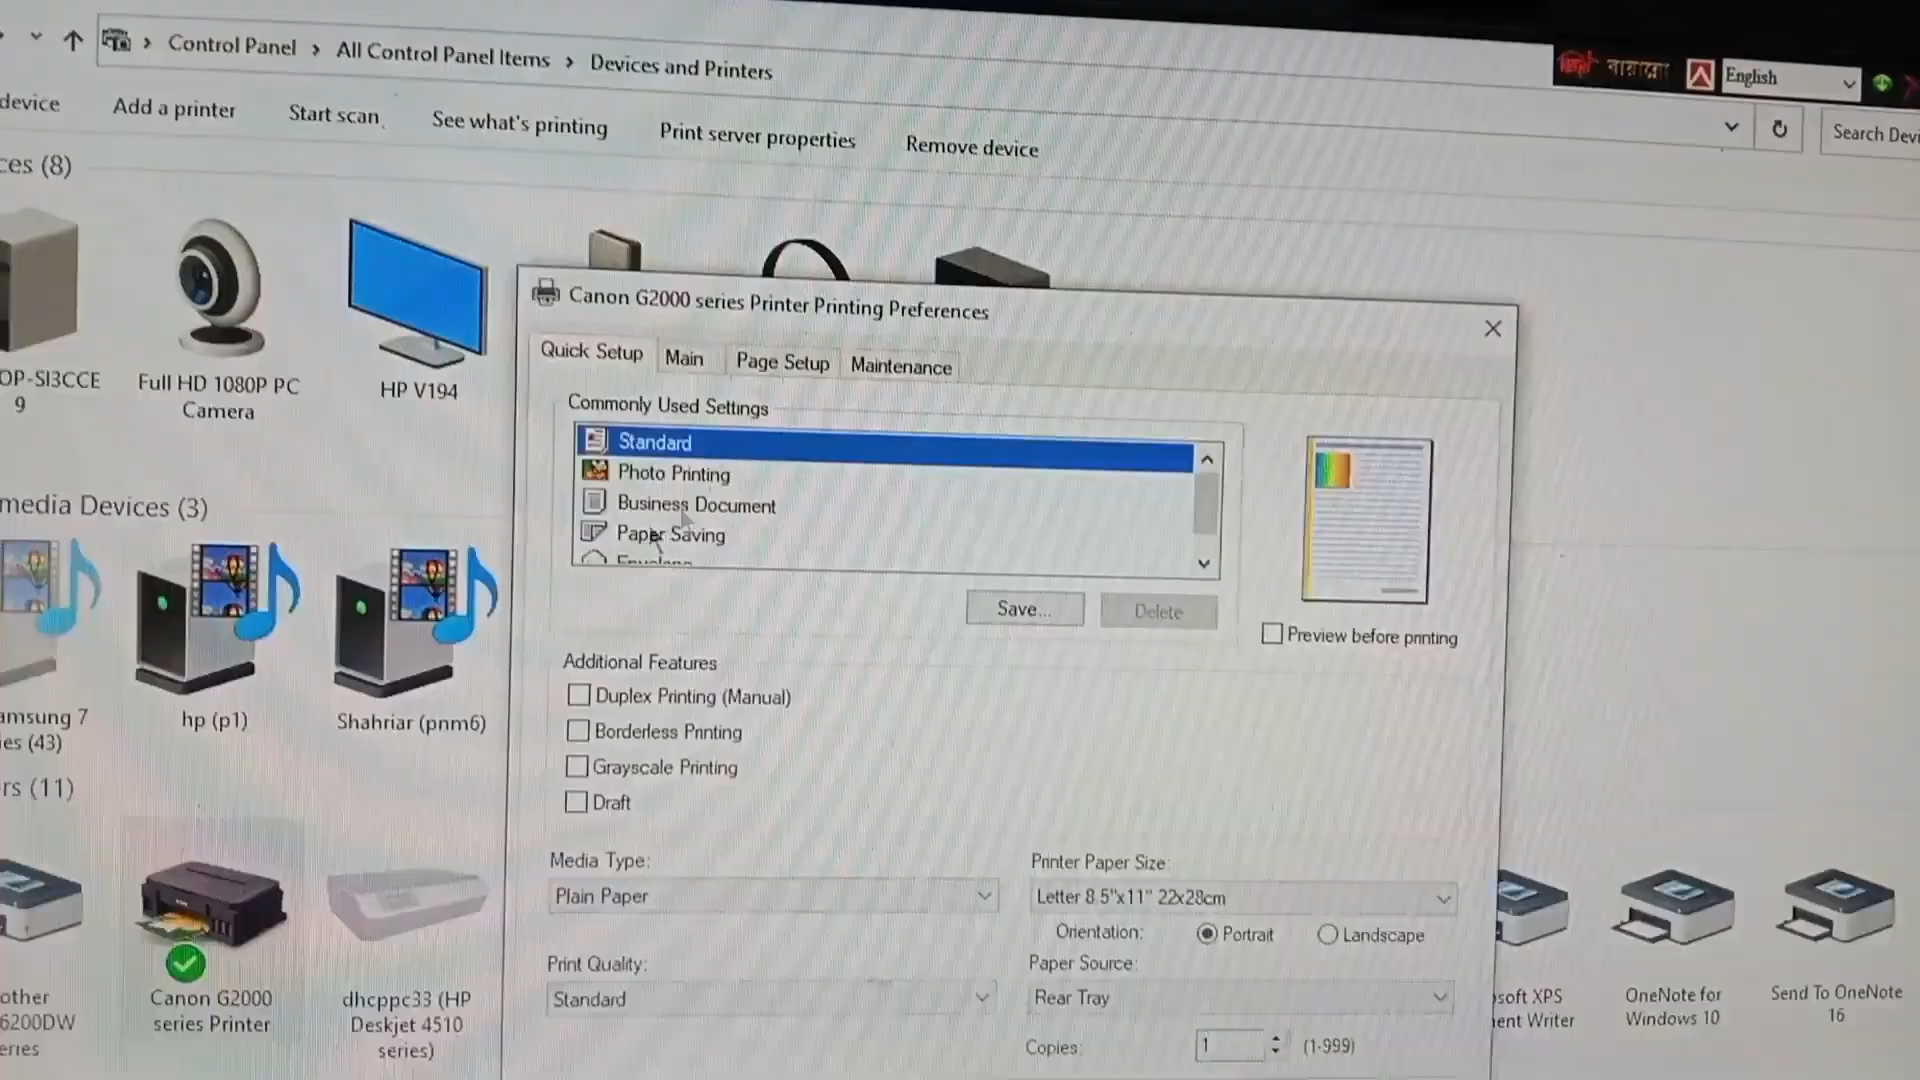 Control Panel > All Control Panel Items > Devices and Printers
বায়ান্নো
English
device
Add a printer
Start scan
See what's printing
Print server properties
Remove device
Search Devi
ces (8)
OP-SI3CCE
9
Full HD 1080P PC
Camera
HP V194
Canon G2000 series Printer Printing Preferences
Quick Setup
Main
Page Setup
Maintenance
Commonly Used Settings
Standard
Photo Printing
Business Document
Paper Saving
Envelope
Save...
Delete
Preview before printing
Additional Features
Duplex Printing (Manual)
Borderless Printing
Grayscale Printing
Draft
Media Type:
Plain Paper
Printer Paper Size:
Letter 8.5"x11" 22x28cm
Orientation:
Portrait
Landscape
Print Quality:
Standard
Paper Source:
Rear Tray
Copies:
1
(1-999)
media Devices (3)
amsung 7
ies (43)
hp (p1)
Shahriar (pnm6)
rs (11)
other
6200DW
eries
Canon G2000
series Printer
dhcppc33 (HP
Deskjet 4510
series)
soft XPS
ent Writer
OneNote for
Windows 10
Send To OneNote
16